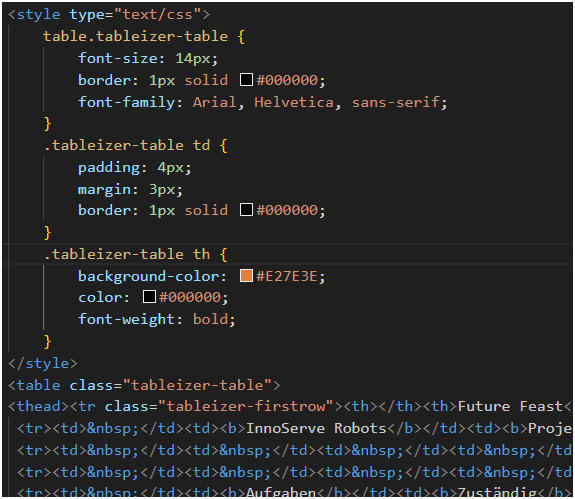 <style type="text/css">
table.tableizer-table {
font-size: 14px;
border: 1px solid #000000;
font-family: Arial, Helvetica, sans-serif;
}
.tableizer-table td {
padding: 4px;
margin: 3px;
border: 1px solid #000000;
}
.tableizer-table th {
background-color: #E27E3E;
color: #000000;
font-weight: bold;
}
</style>
<table class="tableizer-table">
<thead><tr class="tableizer-firstrow"><th></th><th>Future Feast<
<tr><td>&nbsp;</td><td><b>InnoServe Robots</b></td><td><b>Proje
<tr><td>&nbsp;</td><td>&nbsp;</td><td>&nbsp;</td><td>&nbsp;</td
<tr><td>&nbsp;</td><td>&nbsp;</td><td>&nbsp;</td><td>&nbsp;</td
<tr><td>&nbsp;</td><td><b>Aufgaben</b></td><td><b>Zuständig</b>